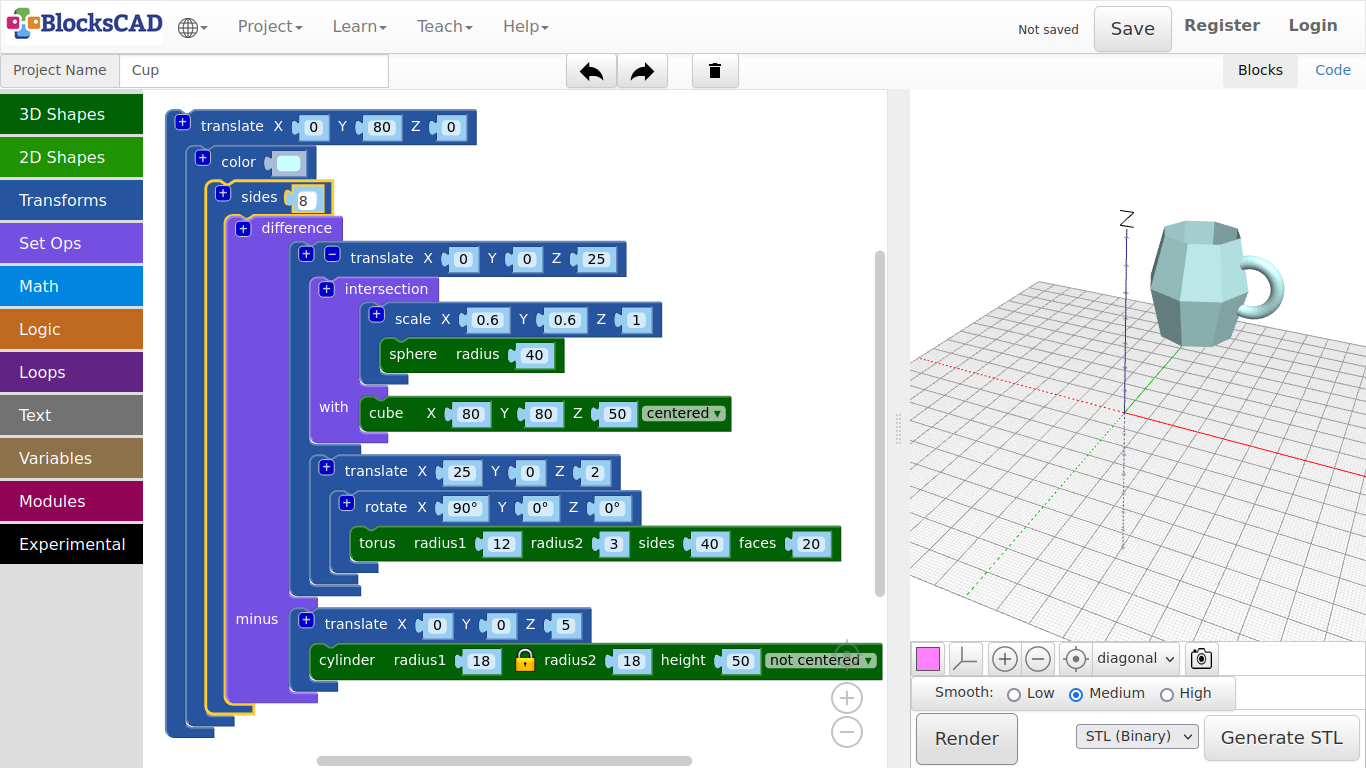 BlocksCAD
Project
Learn
Teach
Help
Not saved
Save
Register
Login
Project Name
Cup
Blocks
Code
3D Shapes
2D Shapes
Transforms
Set Ops
Math
Logic
Loops
Text
Variables
Modules
Experimental
translate X 0 Y 80 Z 0
color
sides 8
difference
translate X 0 Y 0 Z 25
intersection
scale X 0.6 Y 0.6 Z 1
sphere radius 40
with
cube X 80 Y 80 Z 50 centered
translate X 25 Y 0 Z 2
rotate X 90° Y 0° Z 0°
torus radius1 12 radius2 3 sides 40 faces 20
minus
translate X 0 Y 0 Z 5
cylinder radius1 18 radius2 18 height 50 not centered
Z
diagonal
Smooth: Low Medium High
Render
STL (Binary)
Generate STL